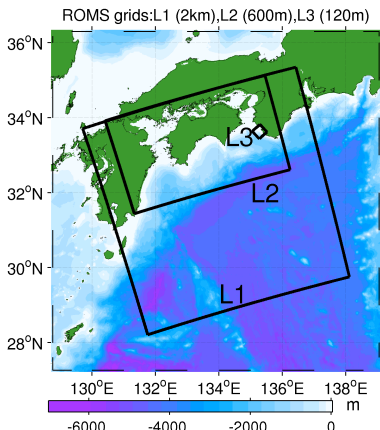 ROMS grids:L1 (2km),L2 (600m),L3 (120m)
36°N
34°N
32°N
30°N
28°N
L3
L2
L1
130°E 132°E 134°E 136°E 138°E
m
-6000 -4000 -2000 0